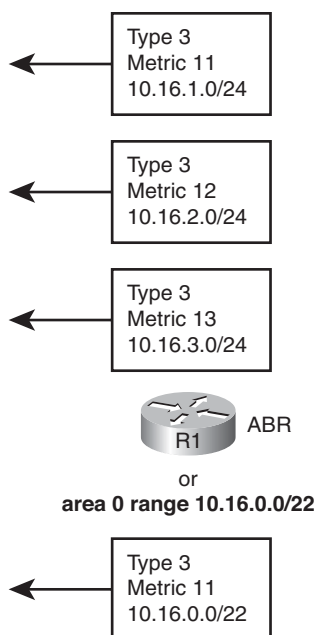 Type 3
Metric 11
10.16.1.0/24
Type 3
Metric 12
10.16.2.0/24
Type 3
Metric 13
10.16.3.0/24
R1
ABR
or
area 0 range 10.16.0.0/22
Type 3
Metric 11
10.16.0.0/22